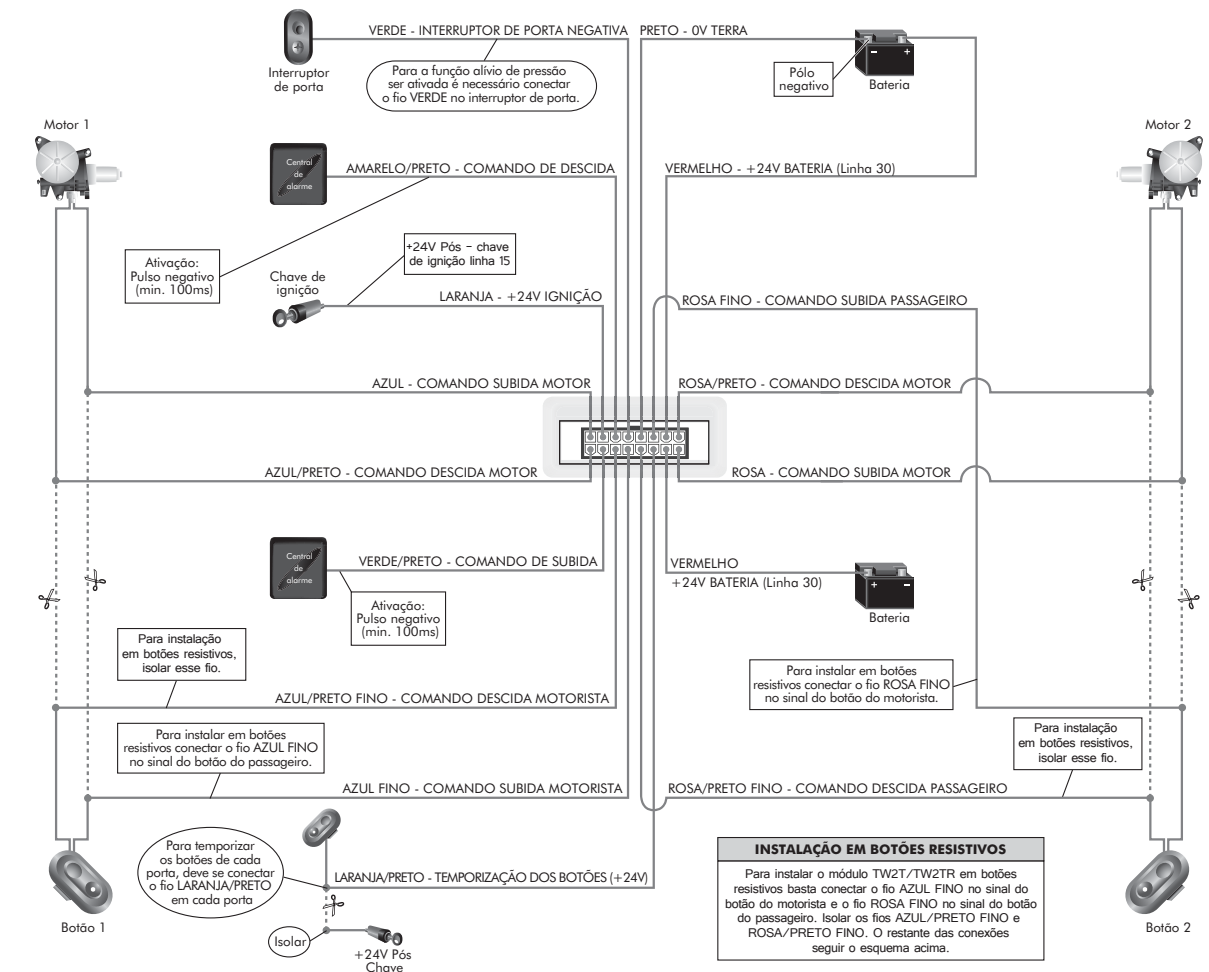 VERDE - INTERRUPTOR DE PORTA NEGATIVA
PRETO - 0V TERRA
Interruptor
de porta
Para a função alívio de pressão
ser ativada é necessário conectar
o fio VERDE no interruptor de porta.
Pólo
negativo
- +
Bateria
Motor 1
Motor 2
Central
de
alarme
AMARELO/PRETO - COMANDO DE DESCIDA
VERMELHO - +24V BATERIA (Linha 30)
Ativação:
Pulso negativo
(min. 100ms)
+24V Pós - chave
de ignição linha 15
Chave de
ignição
LARANJA - +24V IGNIÇÃO
ROSA FINO - COMANDO SUBIDA PASSAGEIRO
AZUL - COMANDO SUBIDA MOTOR
ROSA/PRETO - COMANDO DESCIDA MOTOR
AZUL/PRETO - COMANDO DESCIDA MOTOR
ROSA - COMANDO SUBIDA MOTOR
Central
de
alarme
VERDE/PRETO - COMANDO DE SUBIDA
VERMELHO
+24V BATERIA (Linha 30)
+ -
Bateria
Ativação:
Pulso negativo
(min. 100ms)
Para instalação
em botões resistivos,
isolar esse fio.
Para instalar em botões
resistivos conectar o fio ROSA FINO
no sinal do botão do motorista.
AZUL/PRETO FINO - COMANDO DESCIDA MOTORISTA
Para instalar em botões
resistivos conectar o fio AZUL FINO
no sinal do botão do passageiro.
Para instalação
em botões resistivos,
isolar esse fio.
AZUL FINO - COMANDO SUBIDA MOTORISTA
ROSA/PRETO FINO - COMANDO DESCIDA PASSAGEIRO
Para temporizar
os botões de cada
porta, deve se conectar
o fio LARANJA/PRETO
em cada porta
LARANJA/PRETO - TEMPORIZAÇÃO DOS BOTÕES (+24V)
Isolar
+24V Pós
Chave
Botão 1
INSTALAÇÃO EM BOTÕES RESISTIVOS
Para instalar o módulo TW2T/TW2TR em botões
resistivos basta conectar o fio AZUL FINO no sinal do
botão do motorista e o fio ROSA FINO no sinal do botão
do passageiro. Isolar os fios AZUL/PRETO FINO e
ROSA/PRETO FINO. O restante das conexões
seguir o esquema acima.
Botão 2